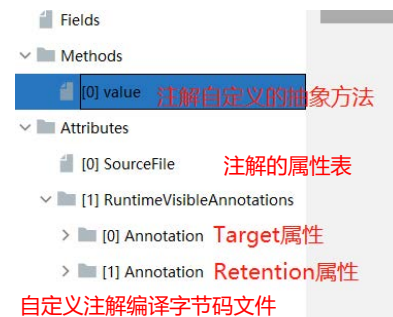 Fields
Methods
[0] value 注解自定义的抽象方法
Attributes
[0] SourceFile 注解的属性表
[1] RuntimeVisibleAnnotations
[0] Annotation Target属性
[1] Annotation Retention属性
自定义注解编译字节码文件